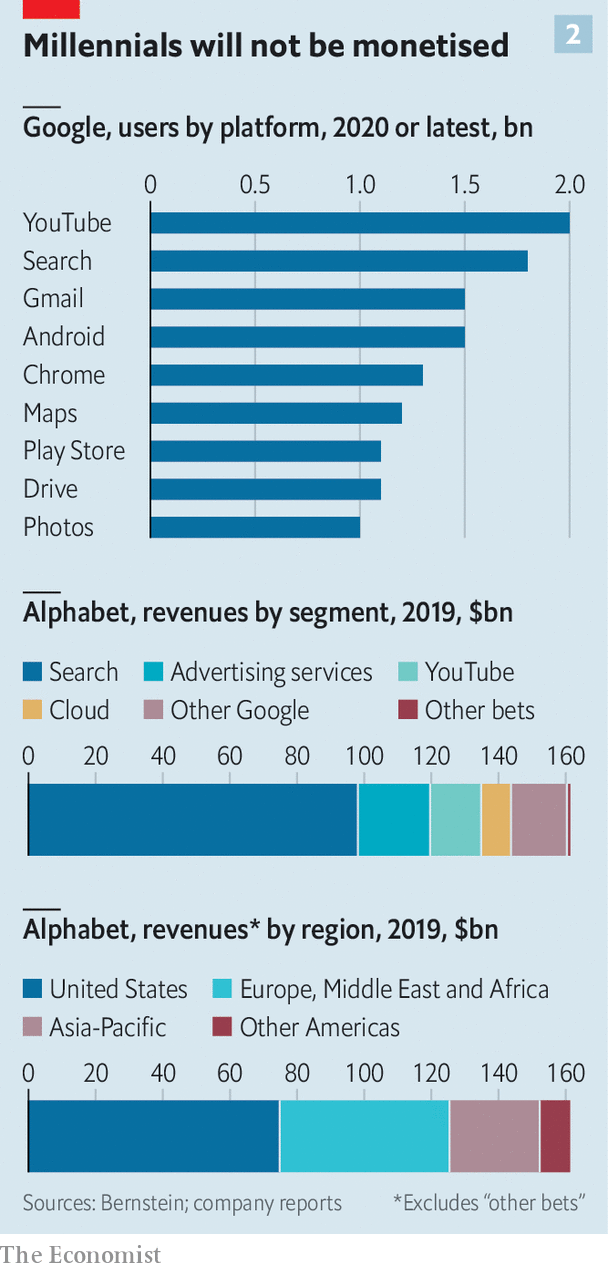 Millennials will not be monetised
2
Google, users by platform, 2020 or latest, bn
0 0.5 1.0 1.5 2.0
YouTube
Search
Gmail
Android
Chrome
Maps
Play Store
Drive
Photos
Alphabet, revenues by segment, 2019, $bn
Search Advertising services YouTube
Cloud Other Google Other bets
0 20 40 60 80 100 120 140 160
Alphabet, revenues* by region, 2019, $bn
United States Europe, Middle East and Africa
Asia-Pacific Other Americas
0 20 40 60 80 100 120 140 160
Sources: Bernstein; company reports *Excludes “other bets”
The Economist